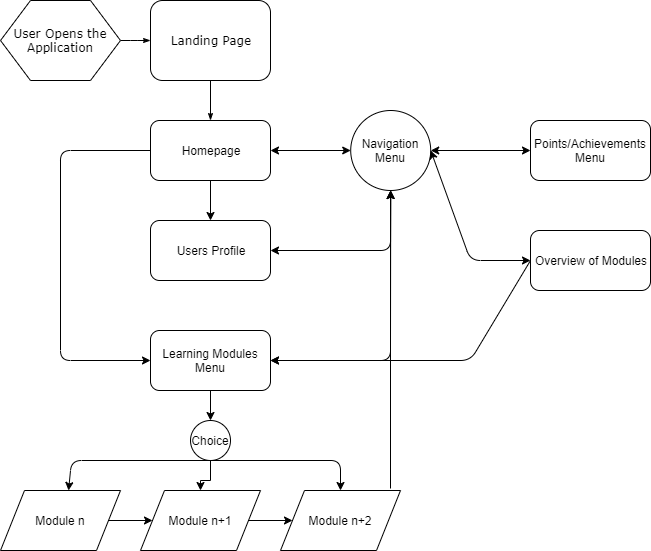 User Opens the
Application
Landing Page
Homepage
Navigation
Menu
Points/Achievements
Menu
Users Profile
Overview of Modules
Learning Modules
Menu
Choice
Module n
Module n+1
Module n+2